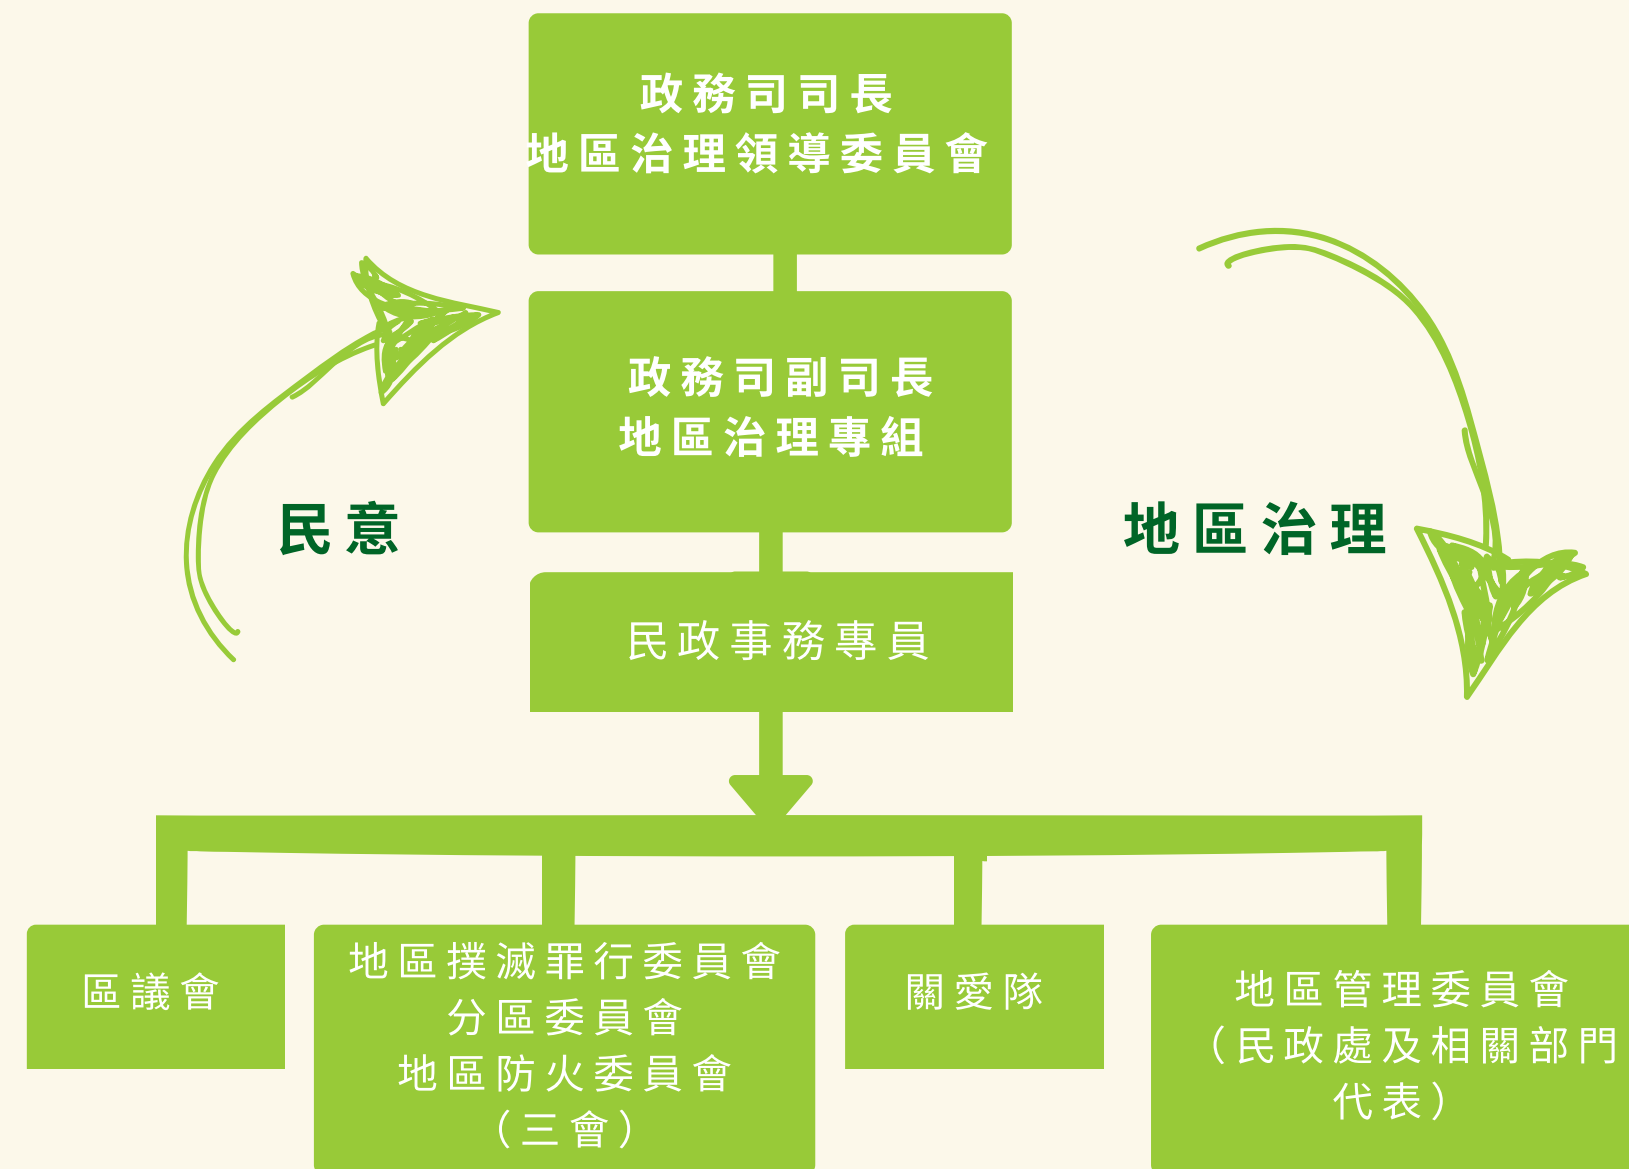 政務司司長
地區治理領導委員會
政務司副司長
地區治理專組
民意
地區治理
民政事務專員
區議會
地區撲滅罪行委員會
分區委員會
地區防火委員會
（三會）
關愛隊
地區管理委員會
（民政處及相關部門
代表）